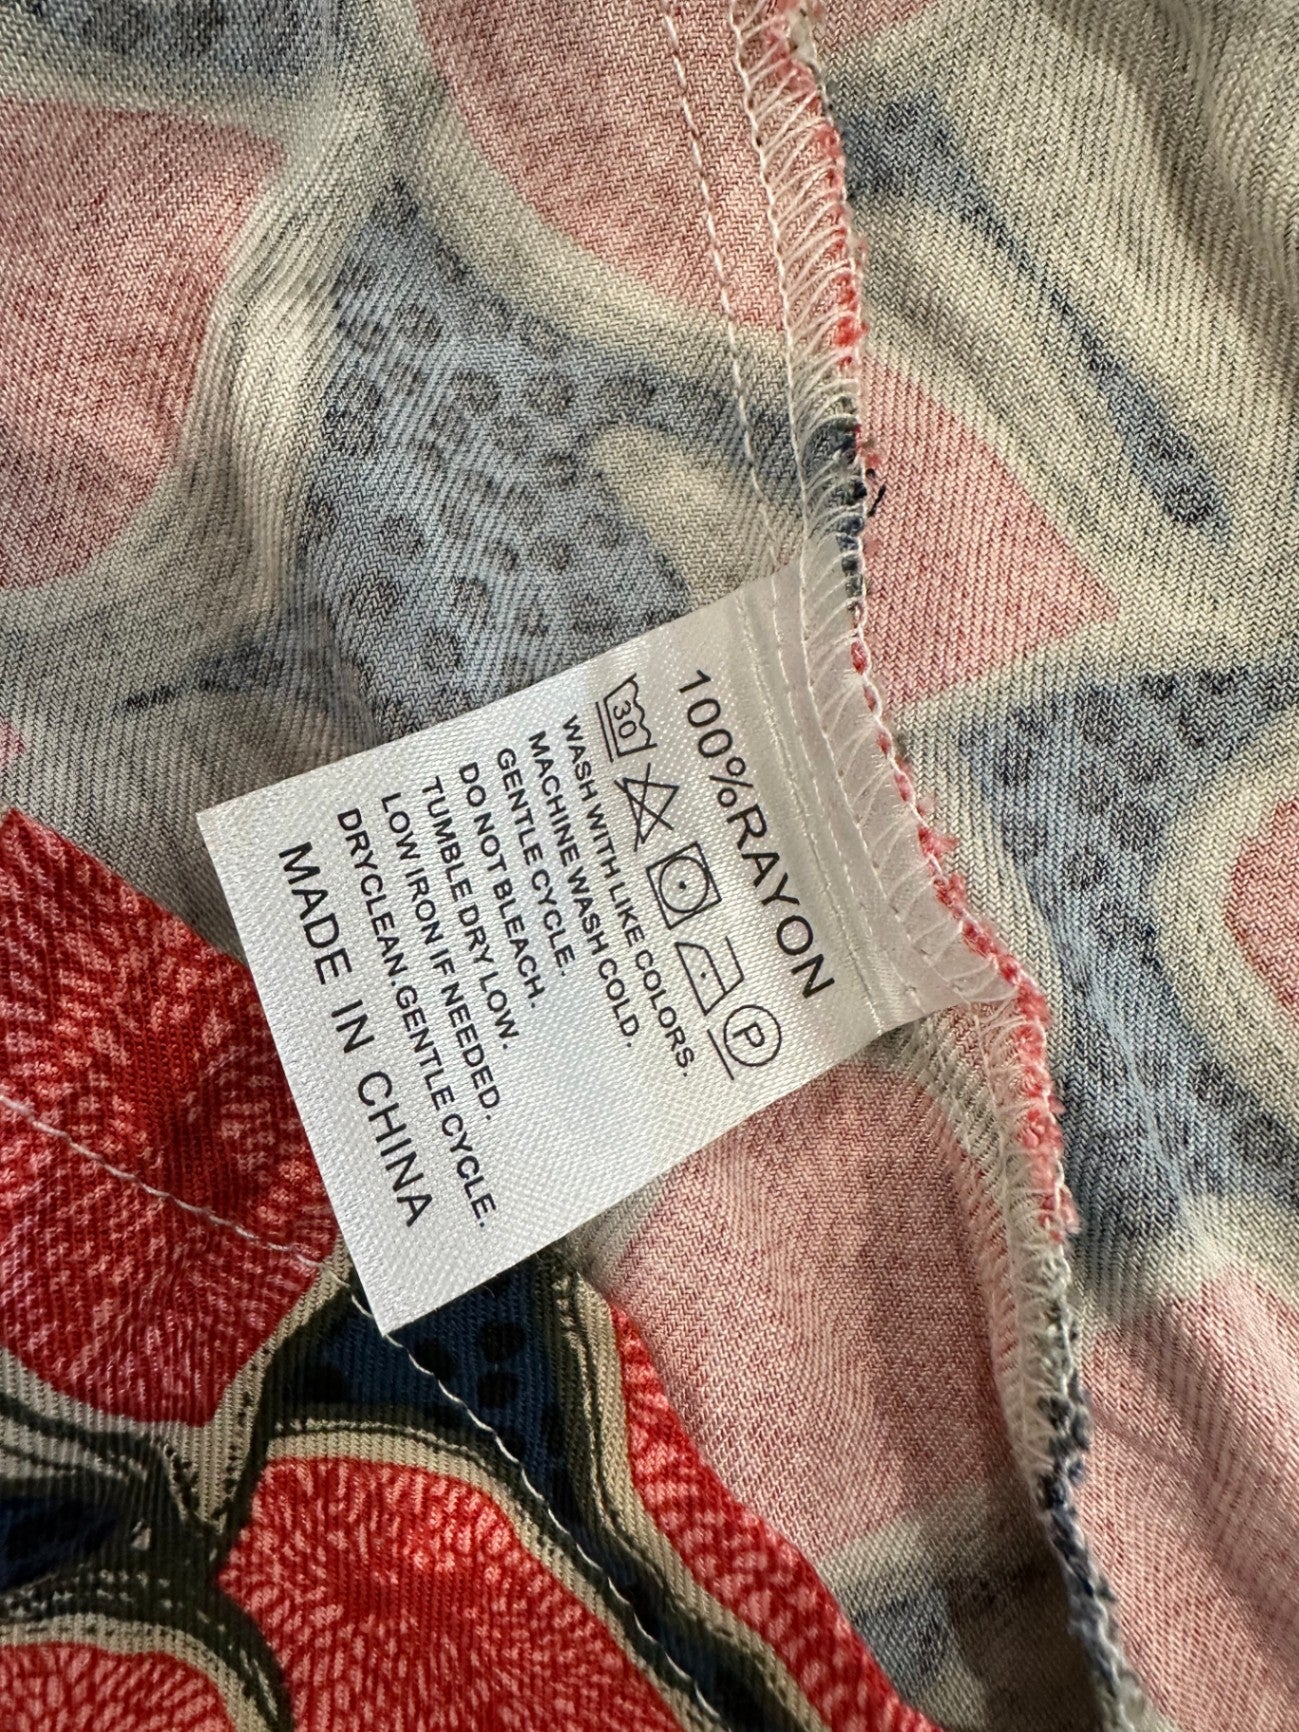 100%RAYON
30 P
WASH WITH LIKE COLORS.
MACHINE WASH COLD.
GENTLE CYCLE.
DO NOT BLEACH.
TUMBLE DRY LOW.
LOW IRON IF NEEDED.
DRYCLEAN.GENTLE CYCLE.
MADE IN CHINA